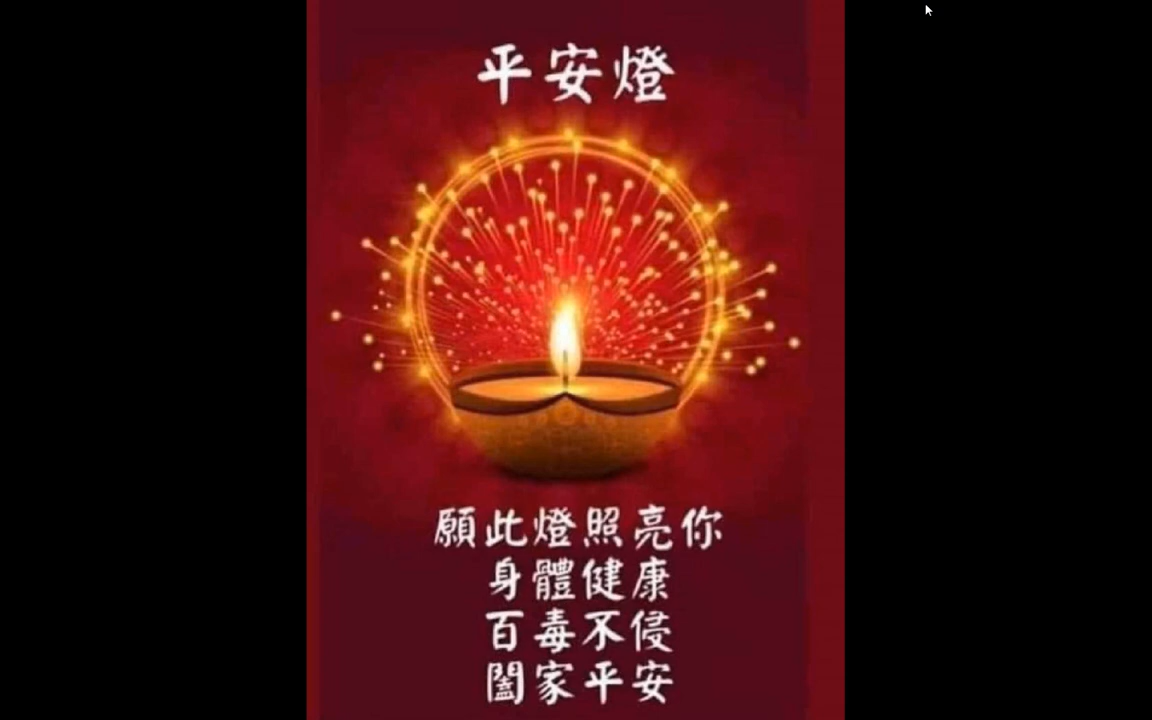 平安燈
願此燈照亮你
身體健康
百毒不侵
闔家平安